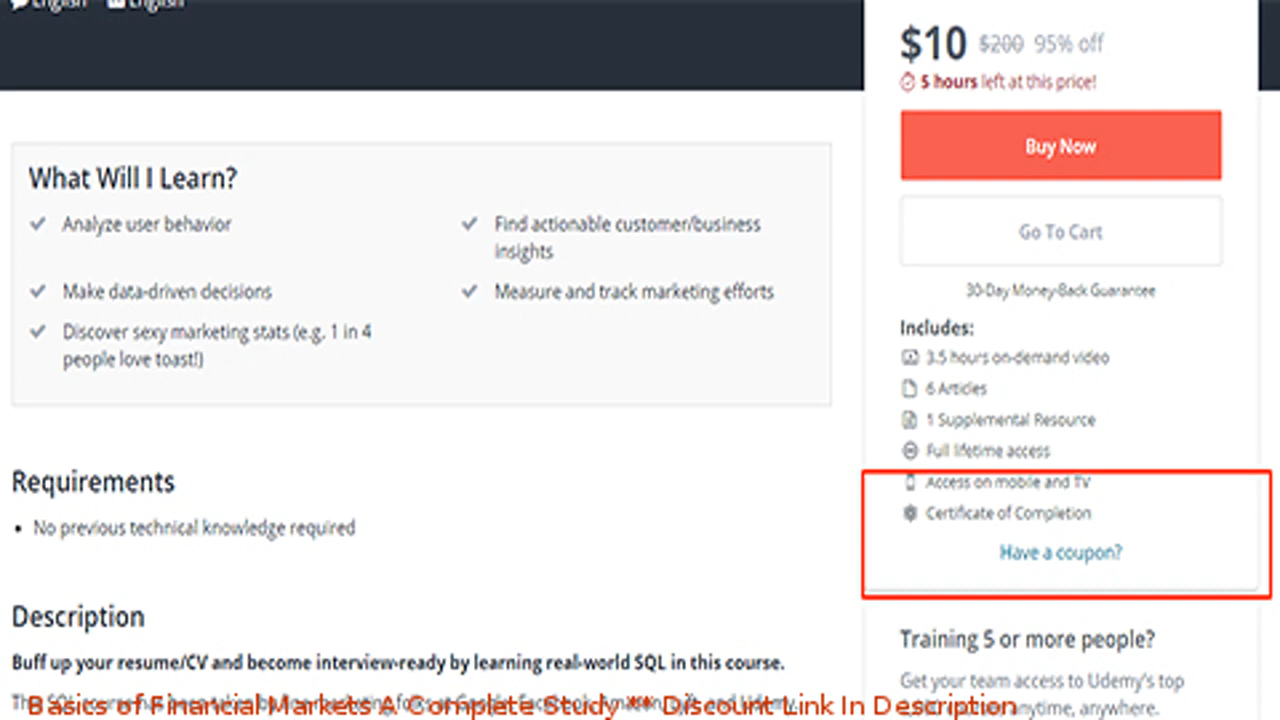 English English
What Will I Learn?
Analyze user behavior
Find actionable customer/business
insights
Make data-driven decisions
Measure and track marketing efforts
Discover sexy marketing stats (e.g. 1 in 4
people love toast!)
Requirements
• No previous technical knowledge required
Description
Buff up your resume/CV and become interview-ready by learning real-world SQL in this course.
Basics of Financial Markets A Complete Study ** Discount Link In Description
$10 $200 95% off
5 hours left at this price!
Buy Now
Go To Cart
30-Day Money-Back Guarantee
Includes:
3.5 hours on-demand video
6 Articles
1 Supplemental Resource
Full lifetime access
Access on mobile and TV
Certificate of Completion
Have a coupon?
Training 5 or more people?
Get your team access to Udemy's top
anytime, anywhere.